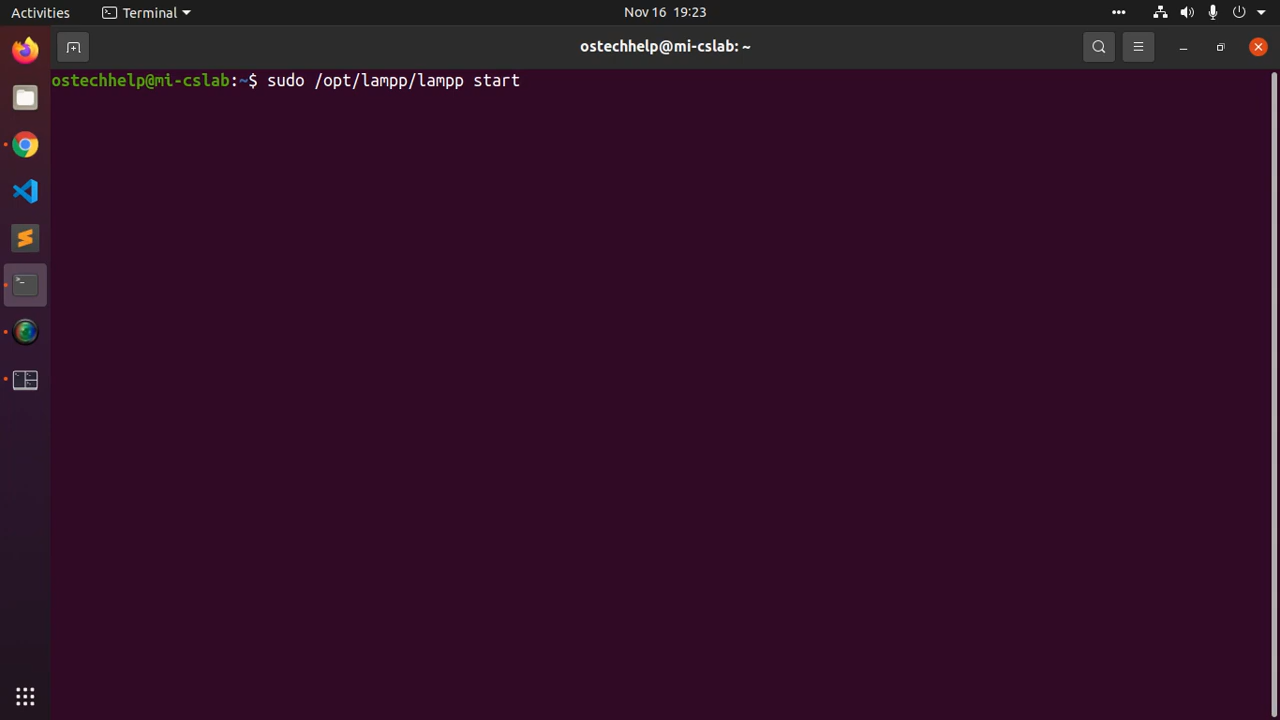 Activities Terminal Nov 16 19:23
ostechhelp@mi-cslab: ~
ostechhelp@mi-cslab:~$ sudo /opt/lampp/lampp start